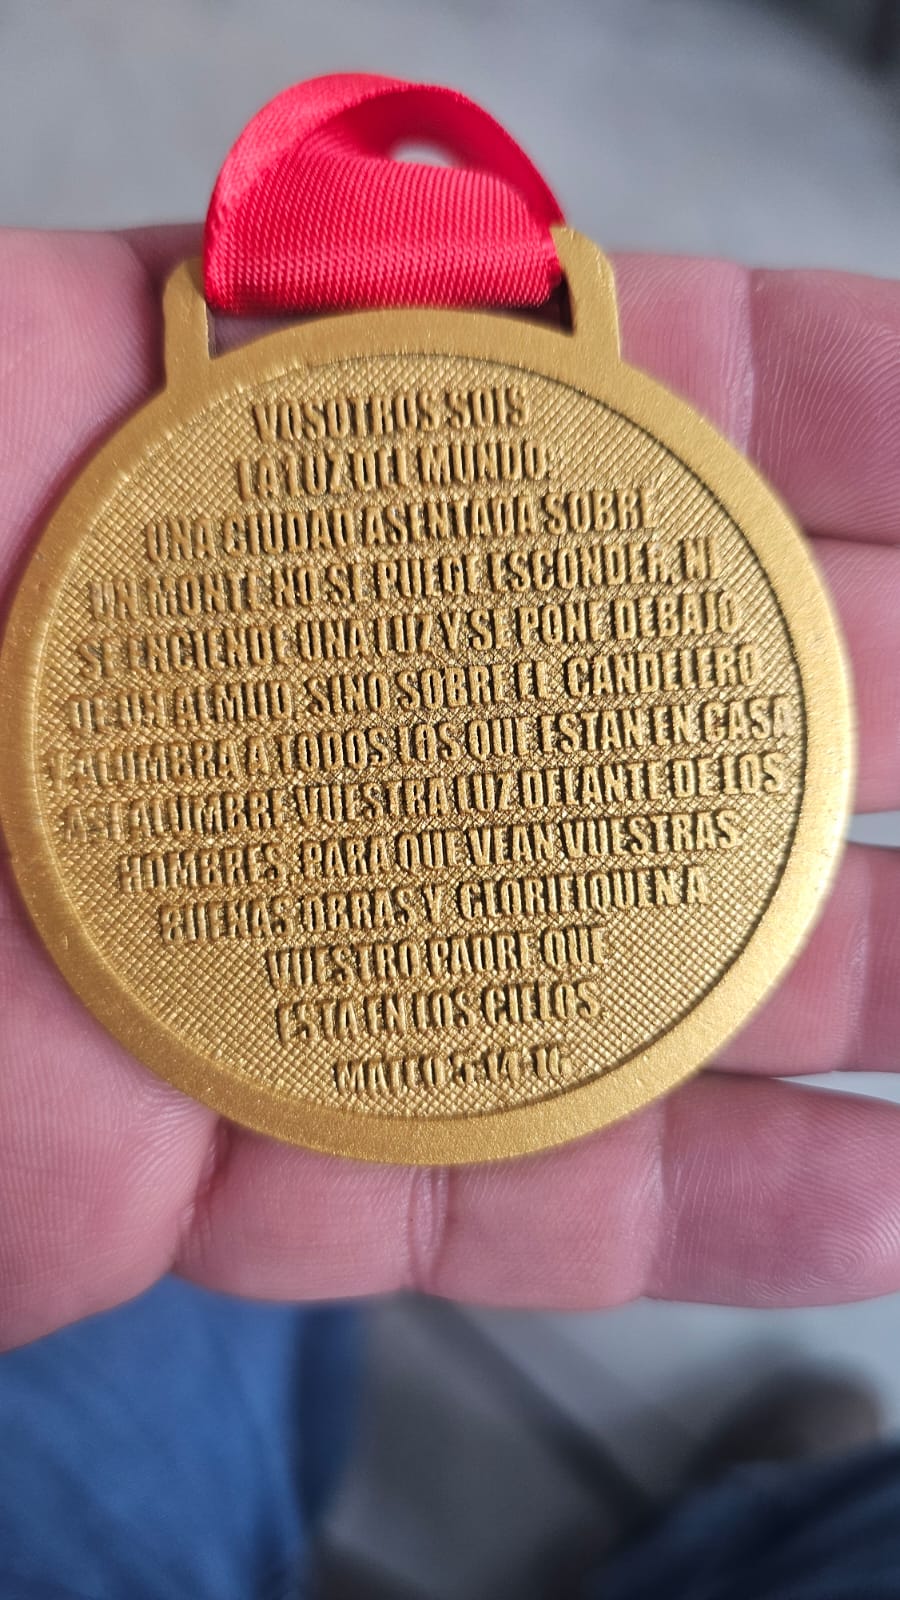 VOSOTROS SOIS
LA LUZ DEL MUNDO;
UNA CIUDAD ASENTADA SOBRE
UN MONTE NO SE PUEDE ESCONDER, NI
SE ENCIENDE UNA LUZ Y SE PONE DEBAJO
DE UN ALMUD, SINO SOBRE EL CANDELERO
Y ALUMBRA A TODOS LOS QUE ESTAN EN CASA
ASI ALUMBRE VUESTRA LUZ DELANTE DE LOS
HOMBRES, PARA QUE VEAN VUESTRAS
BUENAS OBRAS Y GLORIFIQUEN A
VUESTRO PADRE QUE
ESTA EN LOS CIELOS
MATEO 5:14-16